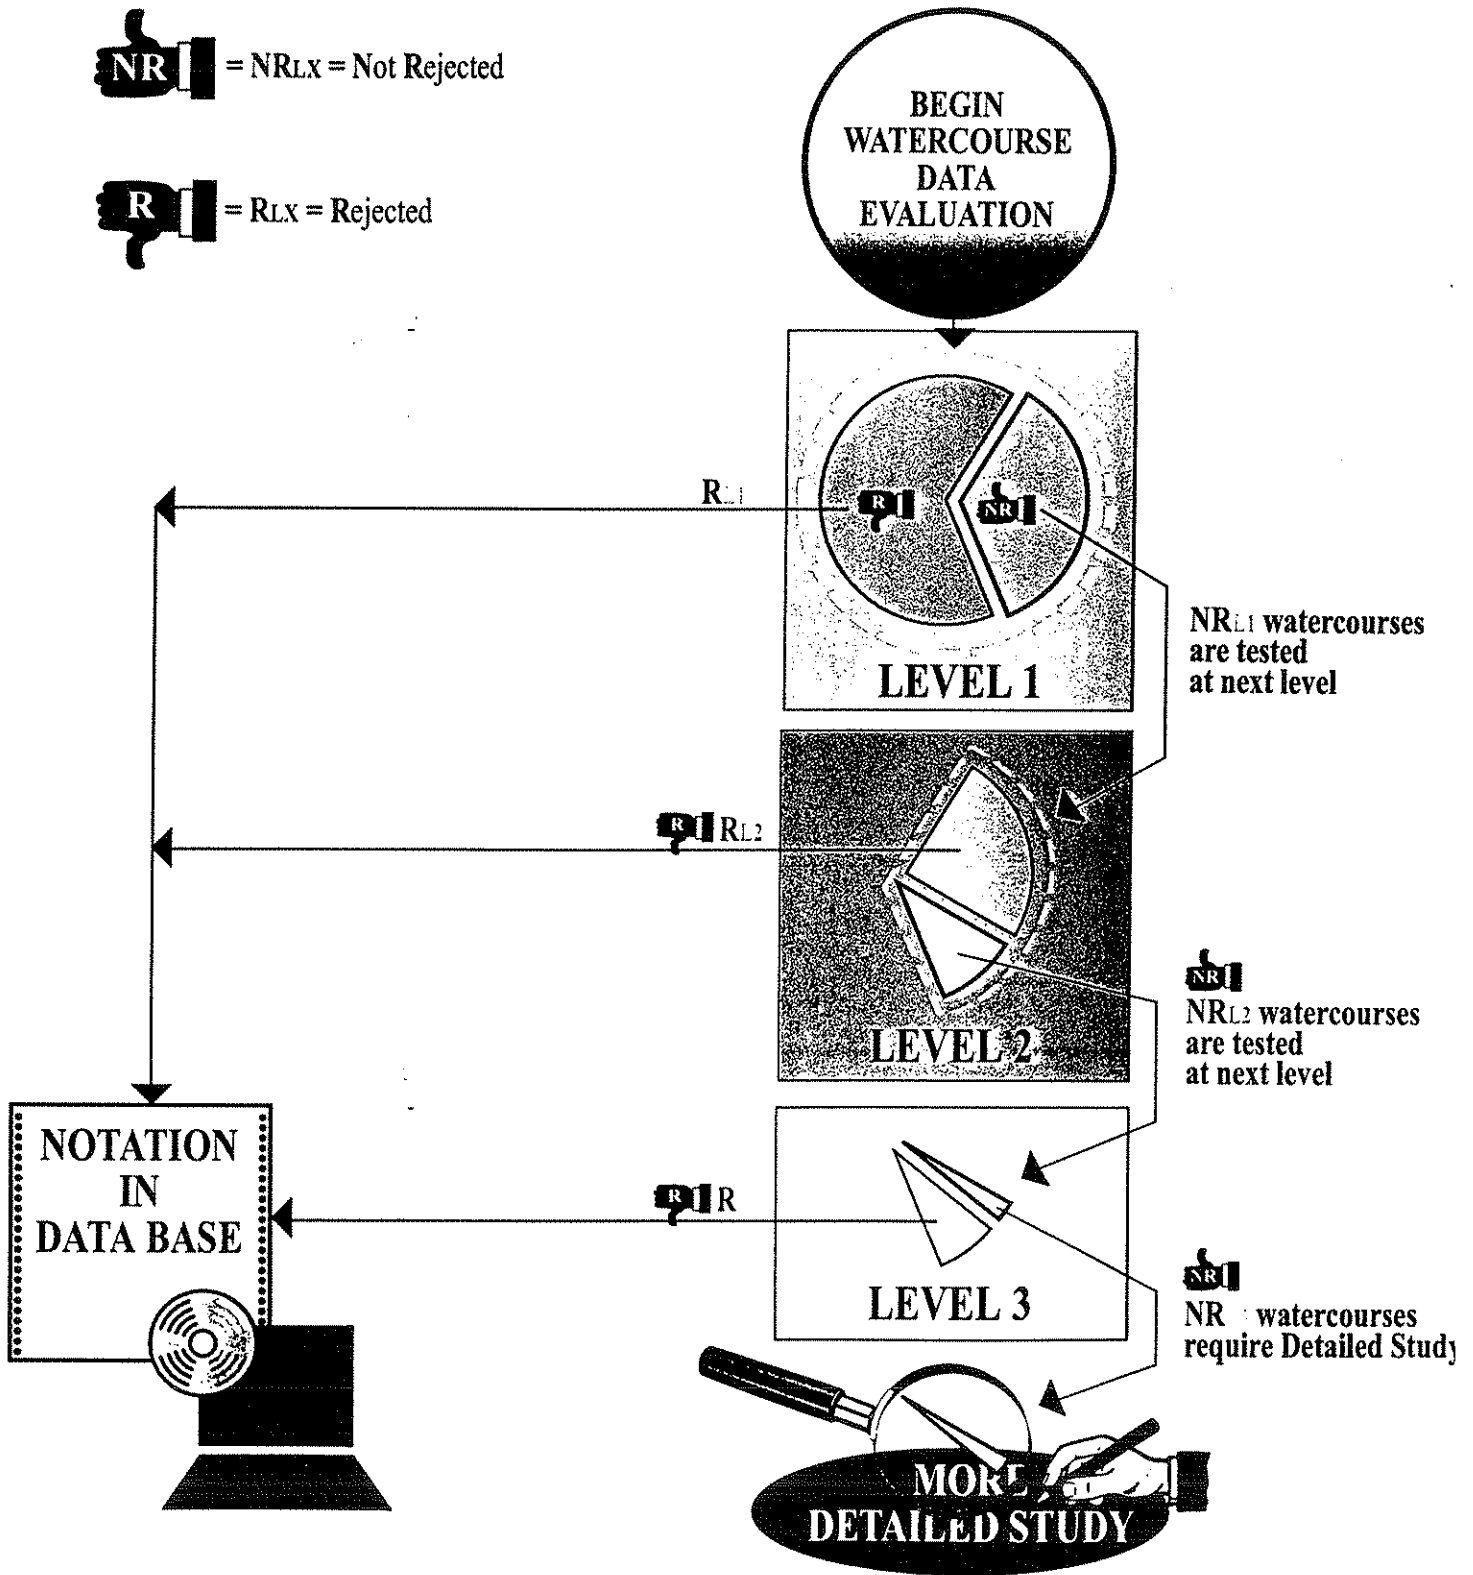 NR = NRLX = Not Rejected
R = RLX = Rejected
BEGIN
WATERCOURSE
DATA
EVALUATION
RL1
R
NR
LEVEL 1
NRL1 watercourses
are tested
at next level
R RL2
LEVEL 2
NR
NRL2 watercourses
are tested
at next level
NOTATION
IN
DATA BASE
R R
LEVEL 3
NR
NR watercourses
require Detailed Study
MORE
DETAILED STUDY